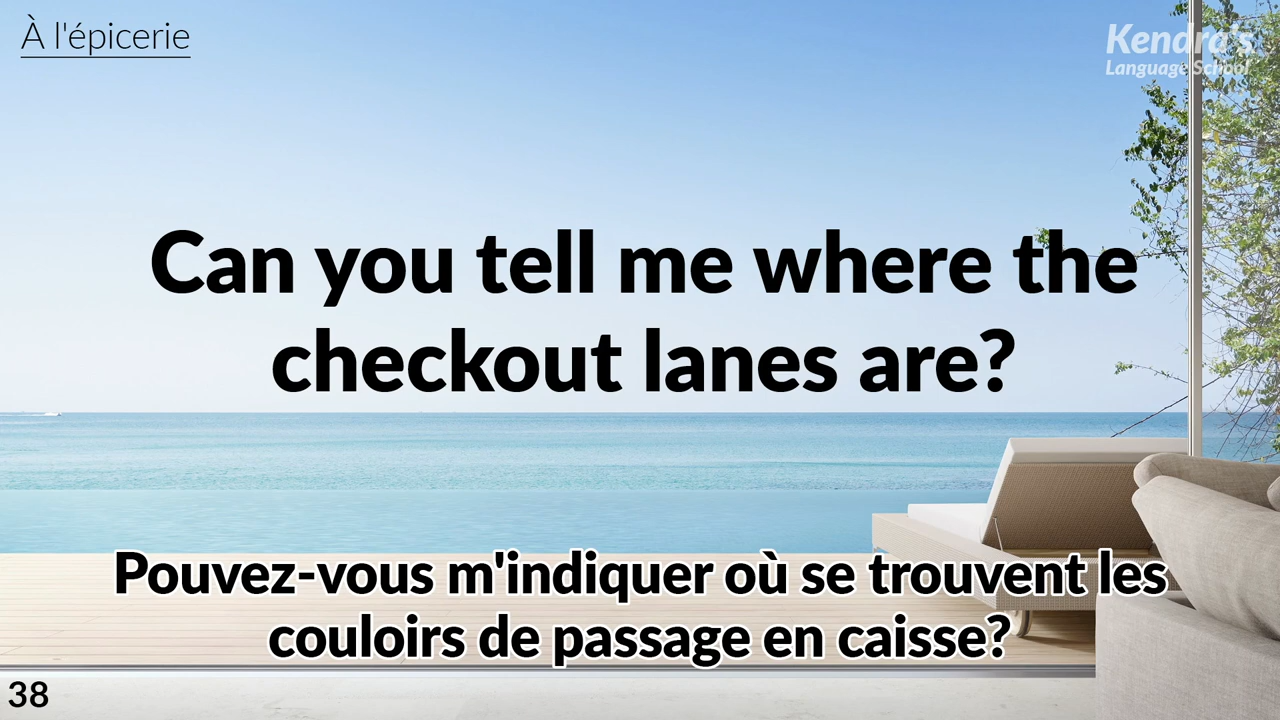 À l'épicerie
Kendra's
Language School
Can you tell me where the
checkout lanes are?
Pouvez-vous m'indiquer où se trouvent les
couloirs de passage en caisse?
38